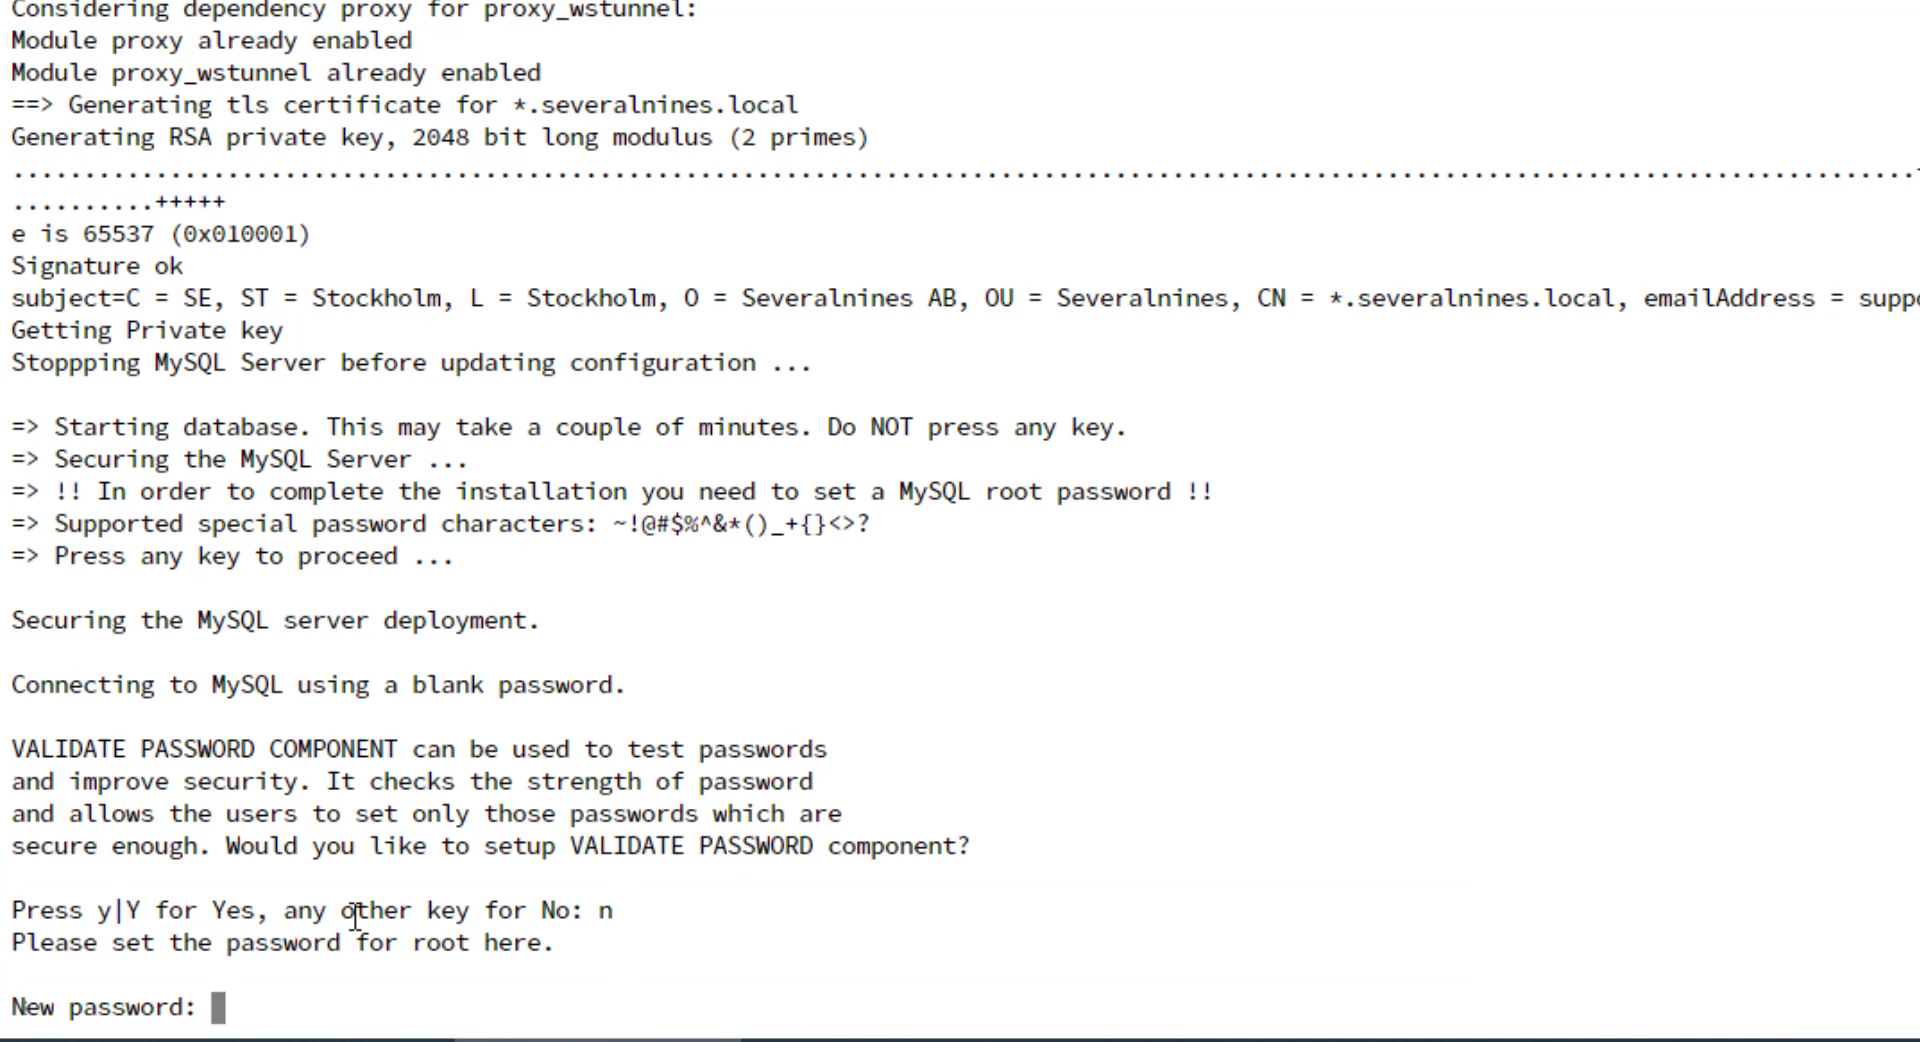 Considering dependency proxy for proxy_wstunnel:
Module proxy already enabled
Module proxy_wstunnel already enabled
==> Generating tls certificate for *.severalnines.local
Generating RSA private key, 2048 bit long modulus (2 primes)
.....................................................................................................................................
..........+++++
e is 65537 (0x010001)
Signature ok
subject=C = SE, ST = Stockholm, L = Stockholm, O = Severalnines AB, OU = Severalnines, CN = *.severalnines.local, emailAddress =
Getting Private key
Stoppping MySQL Server before updating configuration ...
=> Starting database. This may take a couple of minutes. Do NOT press any key.
=> Securing the MySQL Server ...
=> !! In order to complete the installation you need to set a MySQL root password !!
=> Supported special password characters: ~!@#$%^&*()_+{}<>?
=> Press any key to proceed ...
Securing the MySQL server deployment.
Connecting to MySQL using a blank password.
VALIDATE PASSWORD COMPONENT can be used to test passwords
and improve security. It checks the strength of password
and allows the users to set only those passwords which are
secure enough. Would you like to setup VALIDATE PASSWORD component?
Press y|Y for Yes, any other key for No: n
Please set the password for root here.
New password: